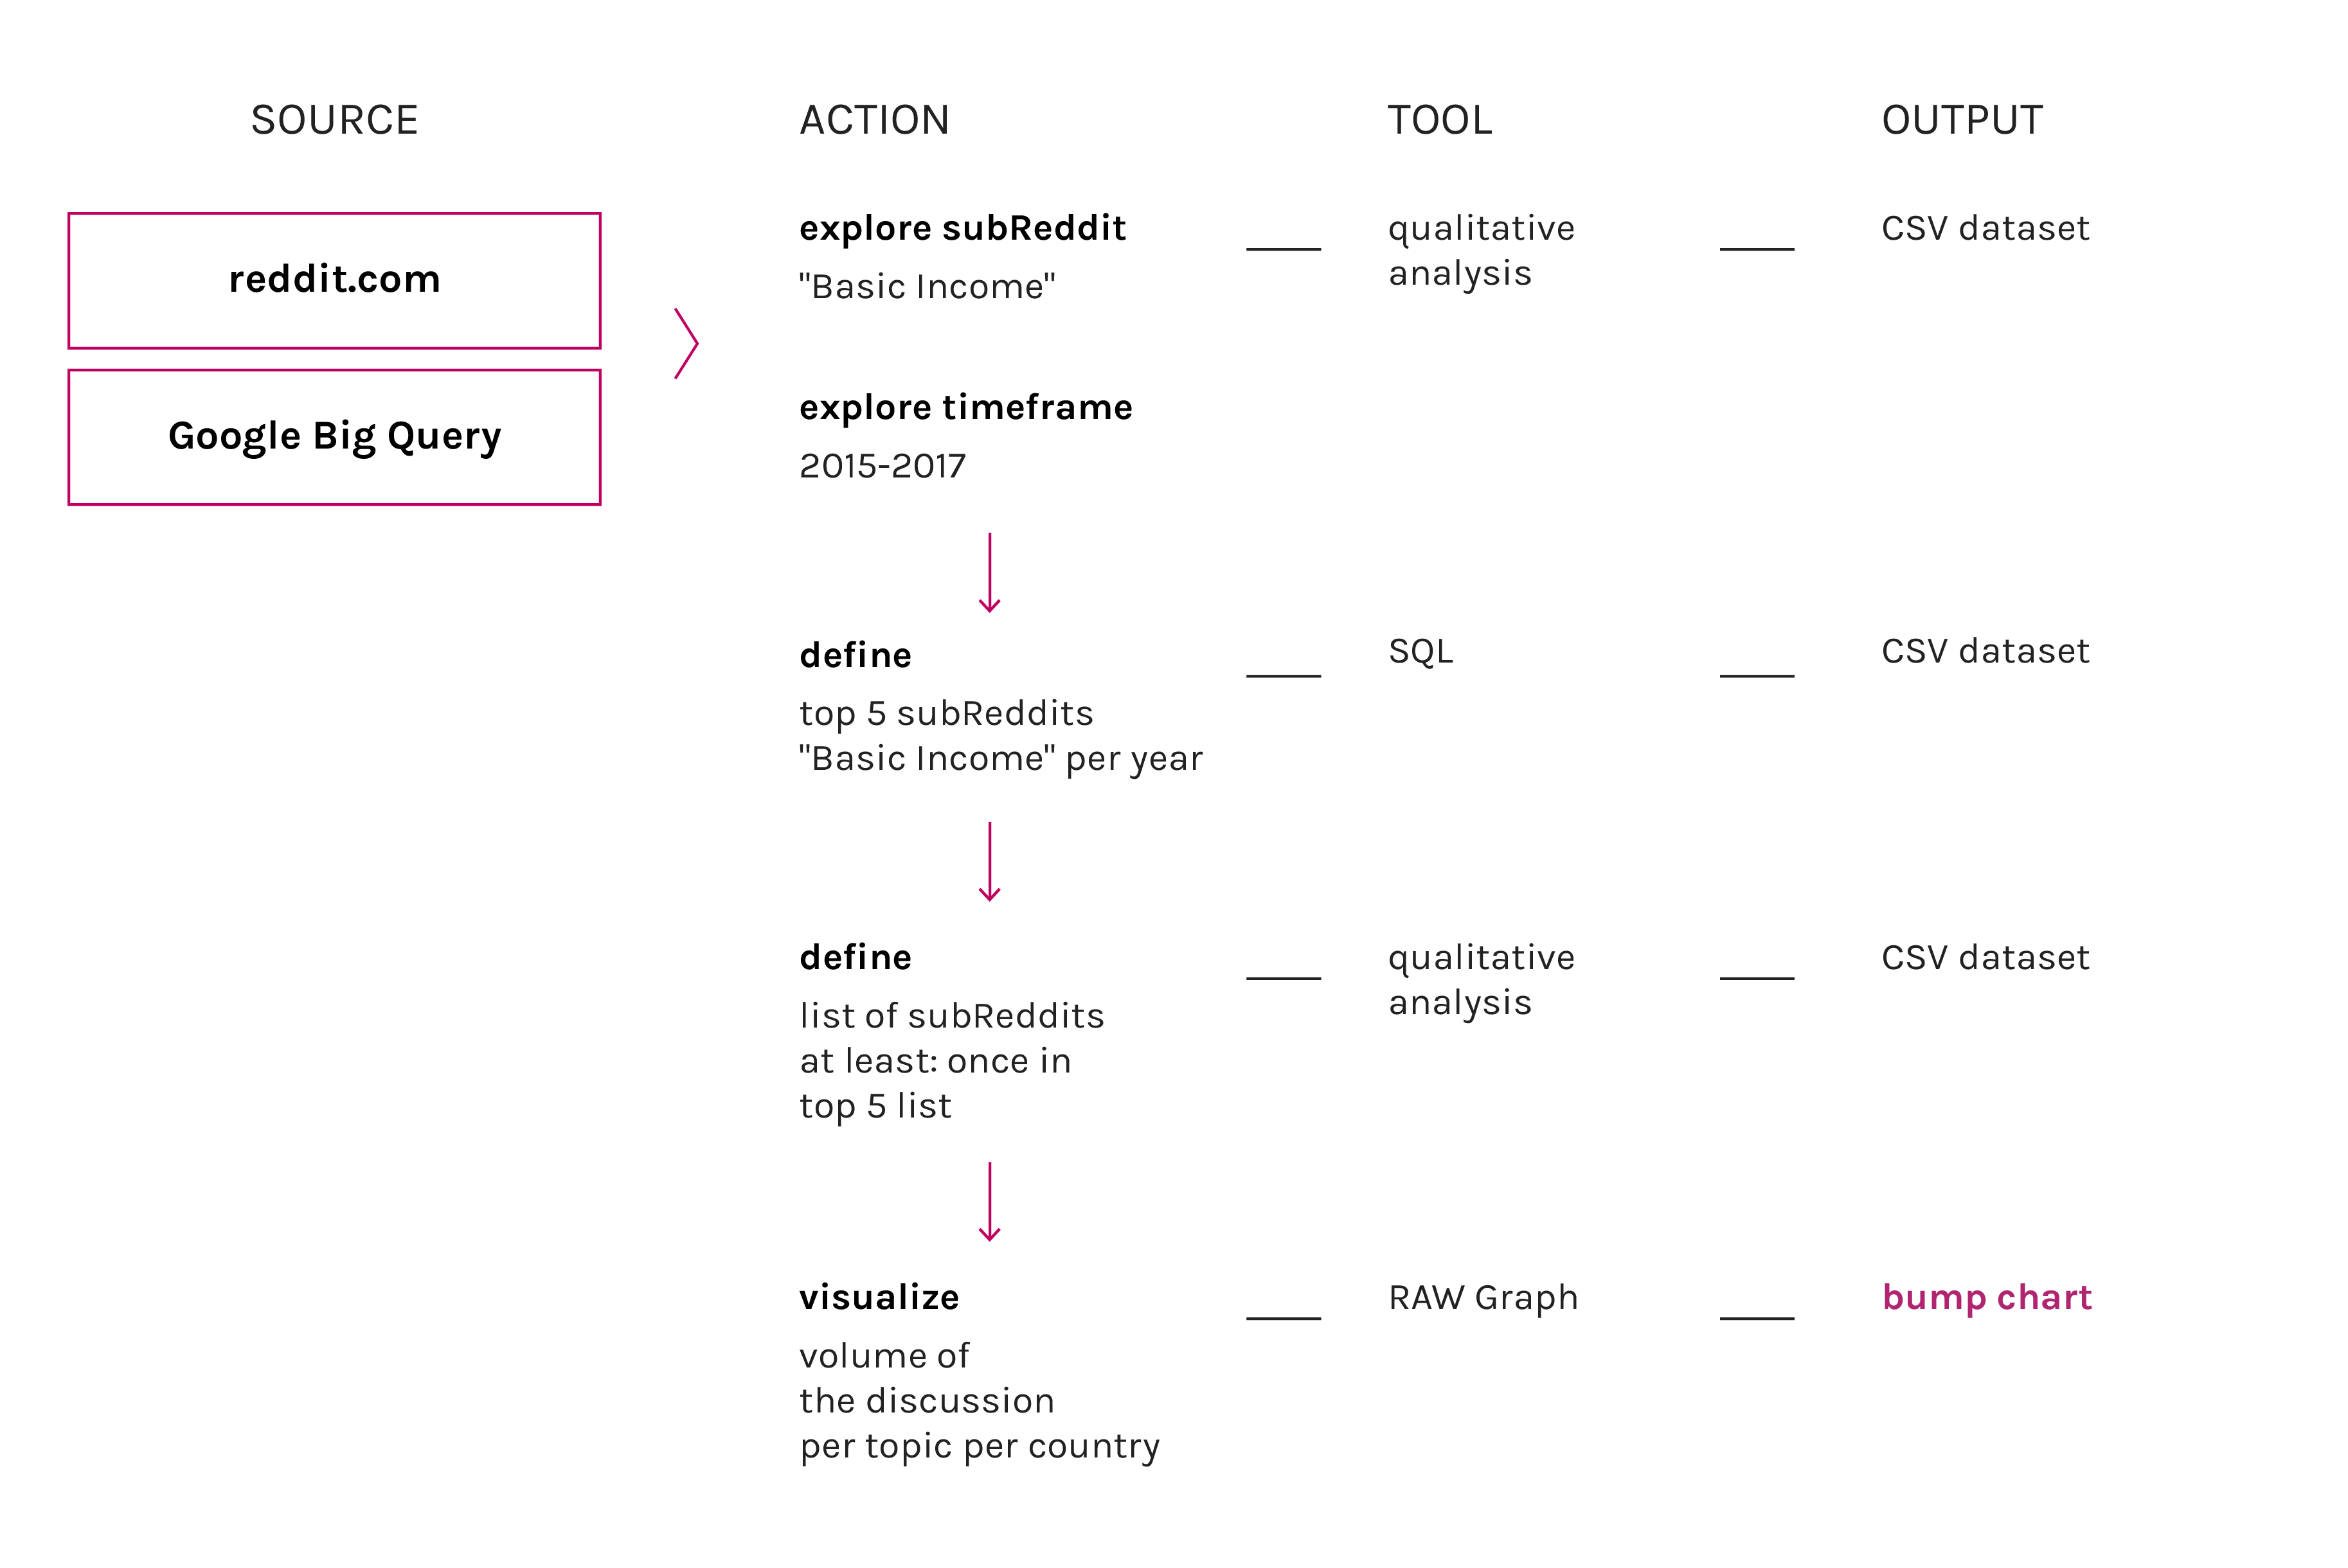 SOURCE
ACTION
TOOL
OUTPUT
reddit.com
Google Big Query
explore subReddit
"Basic Income"
qualitative
analysis
CSV dataset
explore timeframe
2015-2017
define
top 5 subReddits
"Basic Income" per year
SQL
CSV dataset
define
list of subReddits
at least: once in
top 5 list
qualitative
analysis
CSV dataset
visualize
volume of
the discussion
per topic per country
RAW Graph
bump chart